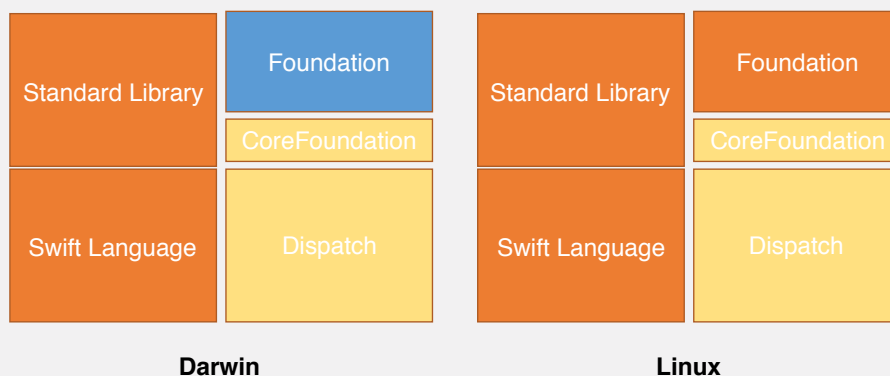 Standard Library
Foundation
CoreFoundation
Swift Language
Dispatch
Darwin
Standard Library
Foundation
CoreFoundation
Swift Language
Dispatch
Linux